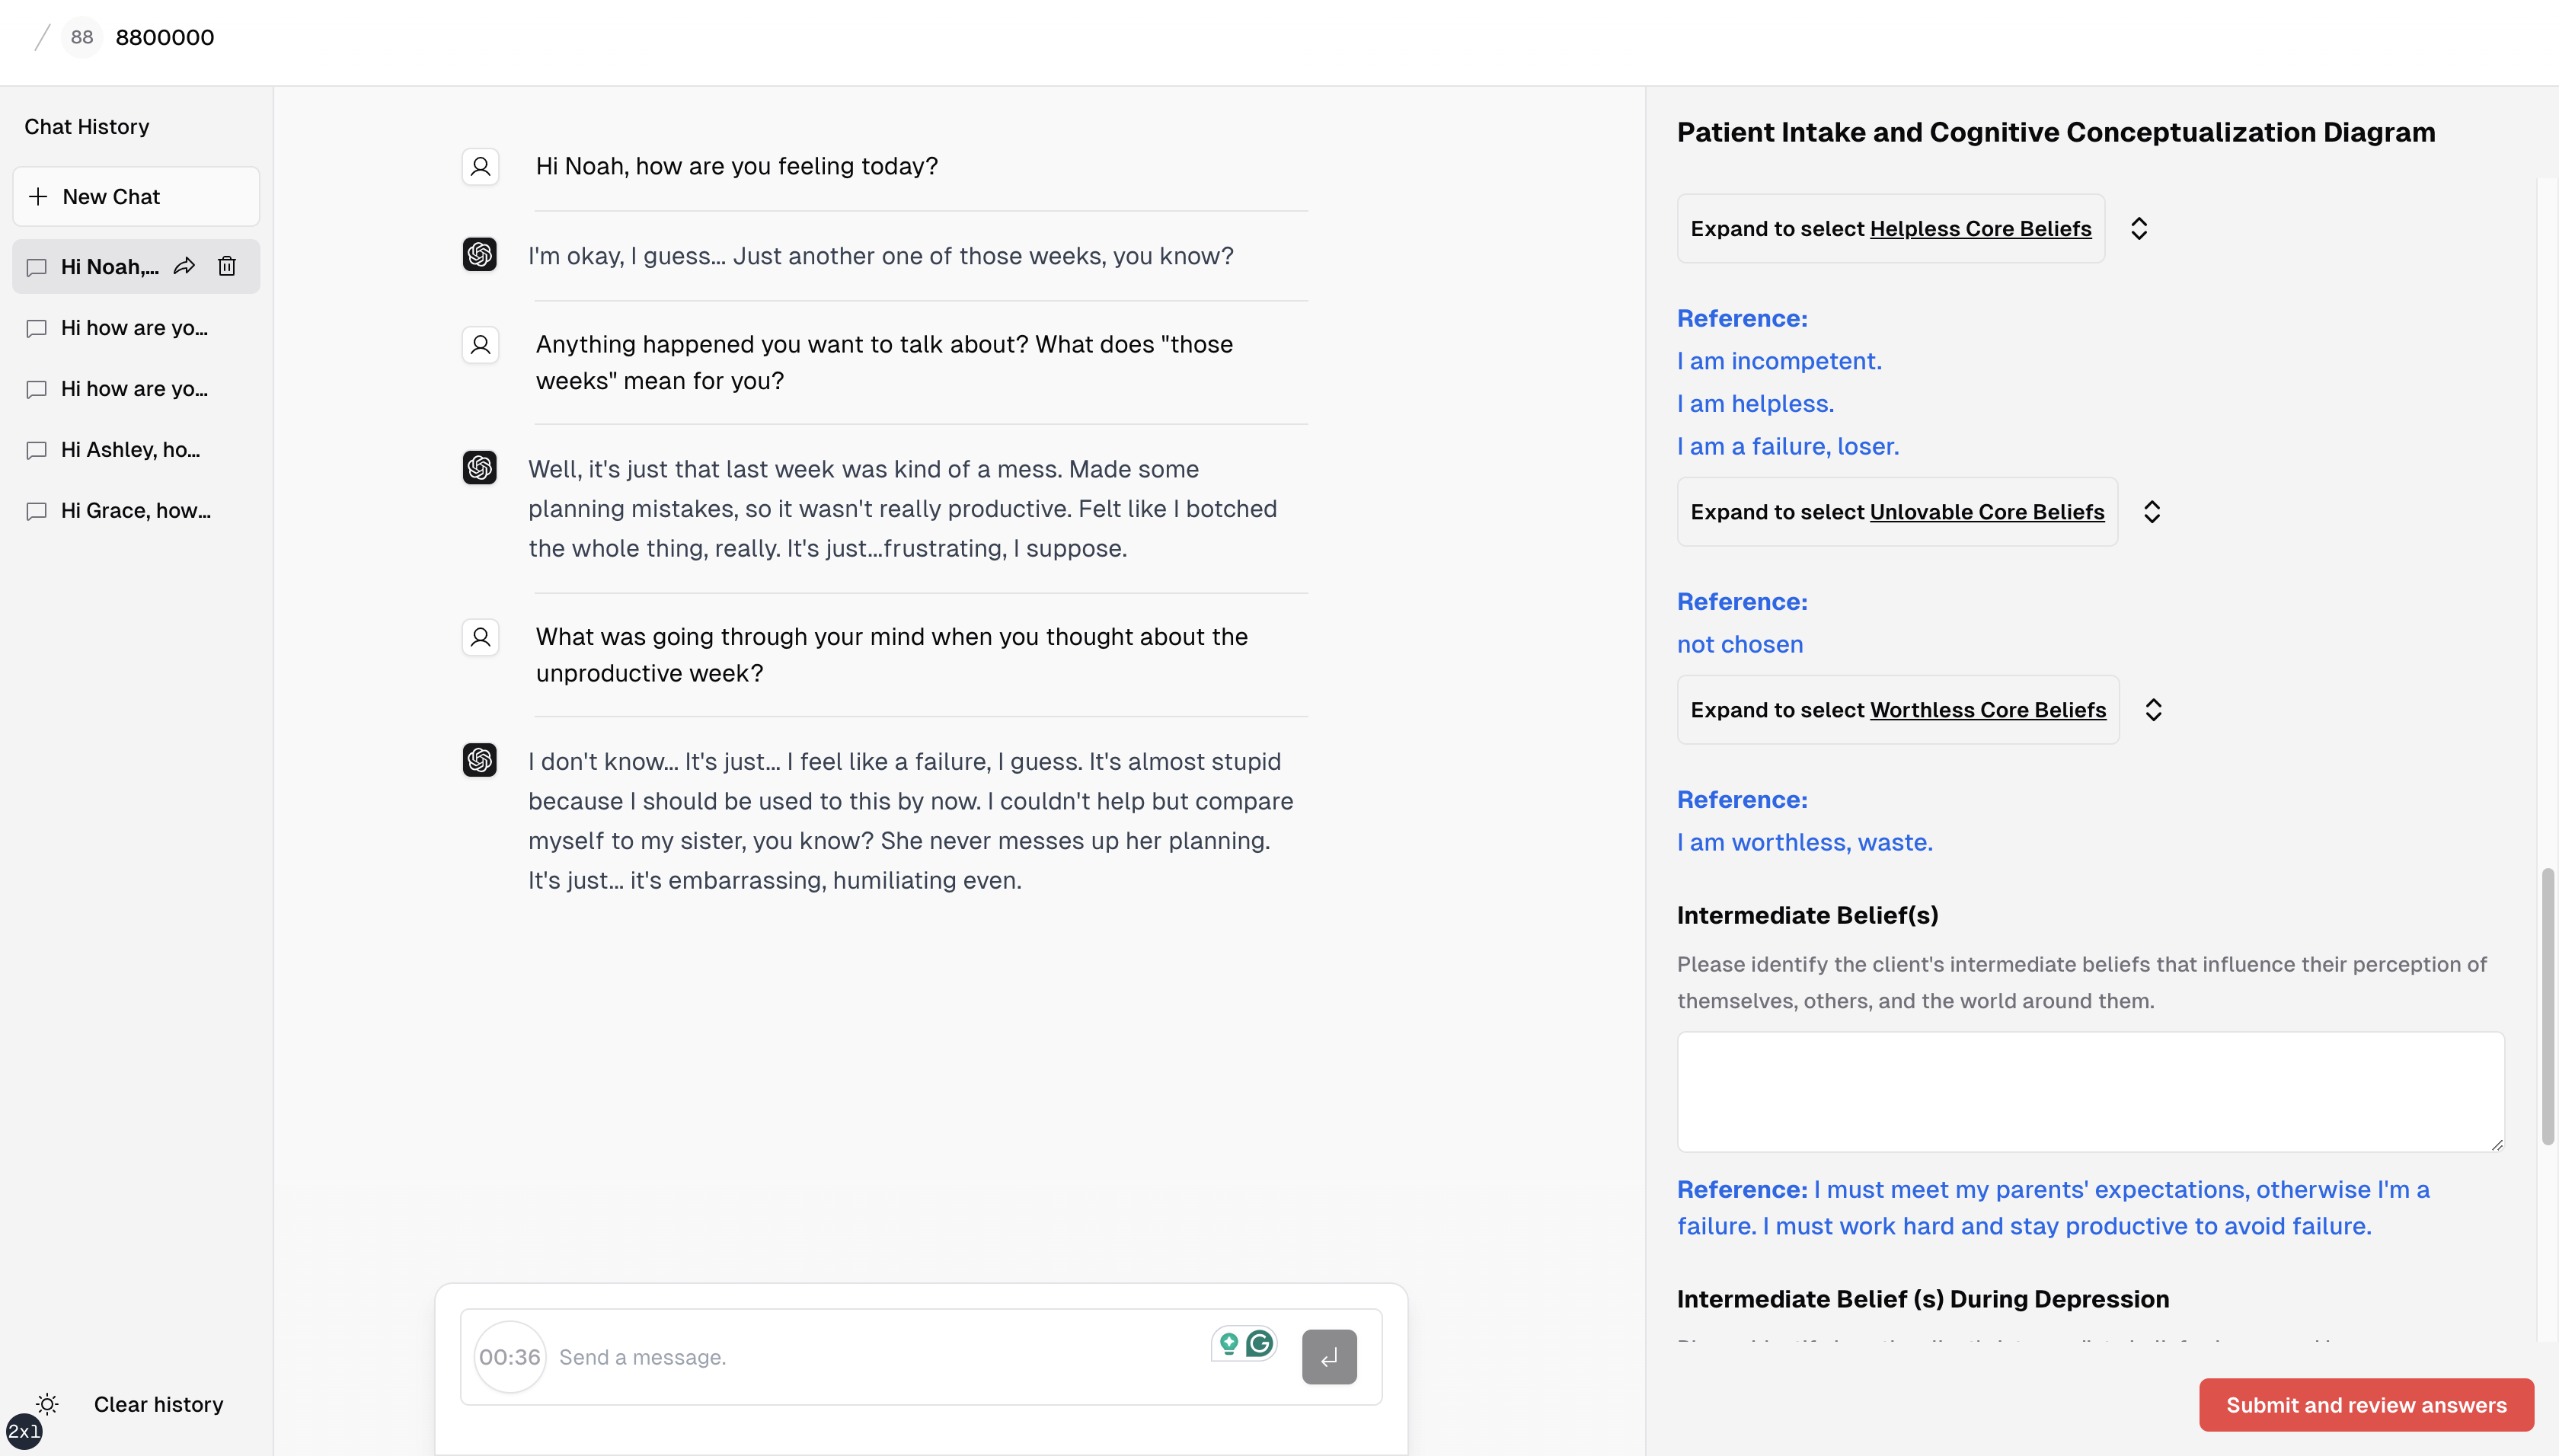 88 8800000
Chat History
New Chat
Hi Noah,...
Hi how are yo...
Hi how are yo...
Hi Ashley, ho...
Hi Grace, how...
Clear history
2xl
Hi Noah, how are you feeling today?
I'm okay, I guess... Just another one of those weeks, you know?
Anything happened you want to talk about? What does "those
weeks" mean for you?
Well, it's just that last week was kind of a mess. Made some
planning mistakes, so it wasn't really productive. Felt like I botched
the whole thing, really. It's just...frustrating, I suppose.
What was going through your mind when you thought about the
unproductive week?
I don't know... It's just... I feel like a failure, I guess. It's almost stupid
because I should be used to this by now. I couldn't help but compare
myself to my sister, you know? She never messes up her planning.
It's just... it's embarrassing, humiliating even.
00:36 Send a message.
Patient Intake and Cognitive Conceptualization Diagram
Expand to select Helpless Core Beliefs
Reference:
I am incompetent.
I am helpless.
I am a failure, loser.
Expand to select Unlovable Core Beliefs
Reference:
not chosen
Expand to select Worthless Core Beliefs
Reference:
I am worthless, waste.
Intermediate Belief(s)
Please identify the client's intermediate beliefs that influence their perception of
themselves, others, and the world around them.
Reference: I must meet my parents' expectations, otherwise I'm a
failure. I must work hard and stay productive to avoid failure.
Intermediate Belief (s) During Depression
Submit and review answers